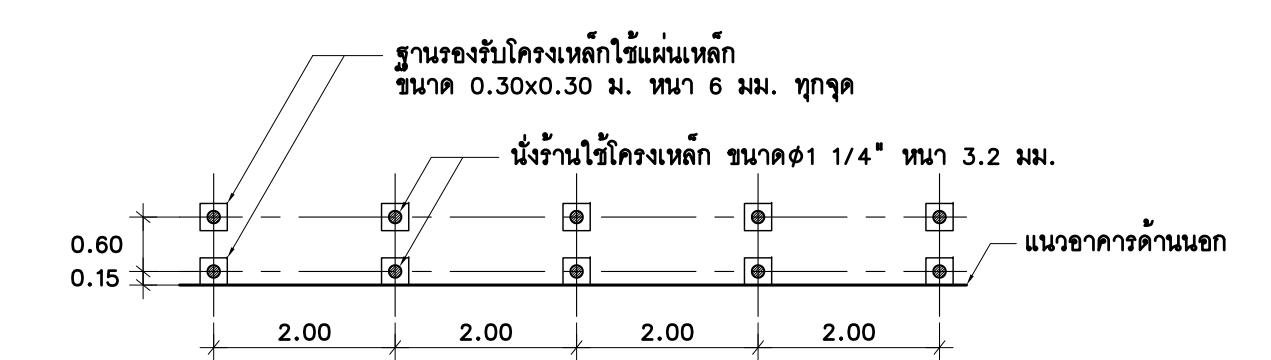 ฐานรองรับโครงเหล็กใช้แผ่นเหล็ก
ขนาด 0.30x0.30 ม. หนา 6 มม. ทุกจุด
นั่งร้านใช้โครงเหล็ก ขนาดφ1 1/4" หนา 3.2 มม.
0.60
0.15
แนวอาคารด้านนอก
2.00 2.00 2.00 2.00